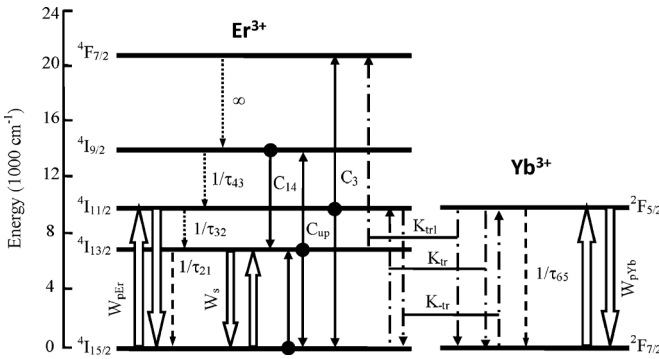 Er³⁺
Yb³⁺
Energy (1000 cm⁻¹)
24
20
16
12
8
4
0
⁴F₇/₂
⁴I₉/₂
⁴I₁₁/₂
⁴I₁₃/₂
⁴I₁₅/₂
²F₅/₂
²F₇/₂
∞
1/τ₄₃
1/τ₃₂
1/τ₂₁
C₁₄
C₃
C_up
K_tr1
K_tr
K_-tr
1/τ₆₅
W_pEr
W_s
W_pYb